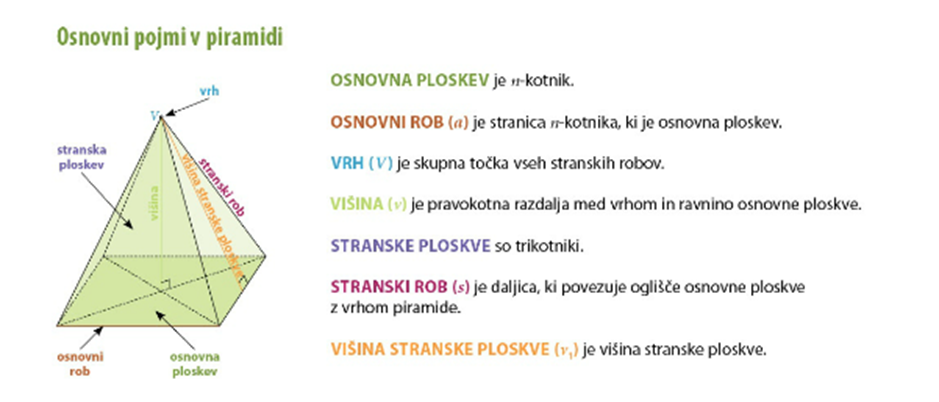 Osnovni pojmi v piramidi
vrh
V
stranska
ploskev
višina
višina stranske ploskve
stranski rob
osnovni
rob
osnovna
ploskev
OSNOVNA PLOSKEV je n-kotnik.
OSNOVNI ROB (a) je stranica n-kotnika, ki je osnovna ploskev.
VRH (V) je skupna točka vseh stranskih robov.
VIŠINA (v) je pravokotna razdalja med vrhom in ravnino osnovne ploskve.
STRANSKE PLOSKVE so trikotniki.
STRANSKI ROB (s) je daljica, ki povezuje oglišče osnovne ploskve
z vrhom piramide.
VIŠINA STRANSKE PLOSKVE (v₁) je višina stranske ploskve.